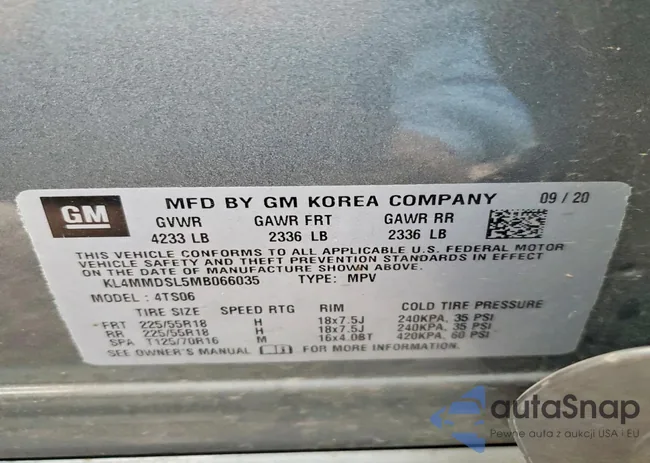 GM
MFD BY GM KOREA COMPANY 09 / 20
GVWR GAWR FRT GAWR RR
4233 LB 2336 LB 2336 LB
THIS VEHICLE CONFORMS TO ALL APPLICABLE U.S. FEDERAL MOTOR
VEHICLE SAFETY AND THEFT PREVENTION STANDARDS IN EFFECT
ON THE DATE OF MANUFACTURE SHOWN ABOVE.
KL4MMDSL5MB066035 TYPE: MPV
MODEL : 4TS06
TIRE SIZE SPEED RTG RIM COLD TIRE PRESSURE
FRT 225/55R18 H 18x7.5J 240KPA, 35 PSI
RR 225/55R18 H 18x7.5J 240KPA, 35 PSI
SPA T125/70R16 M 16x4.0BT 420KPA, 60 PSI
SEE OWNER'S MANUAL FOR MORE INFORMATION.
autaSnap
Pewne auta z aukcji USA i EU